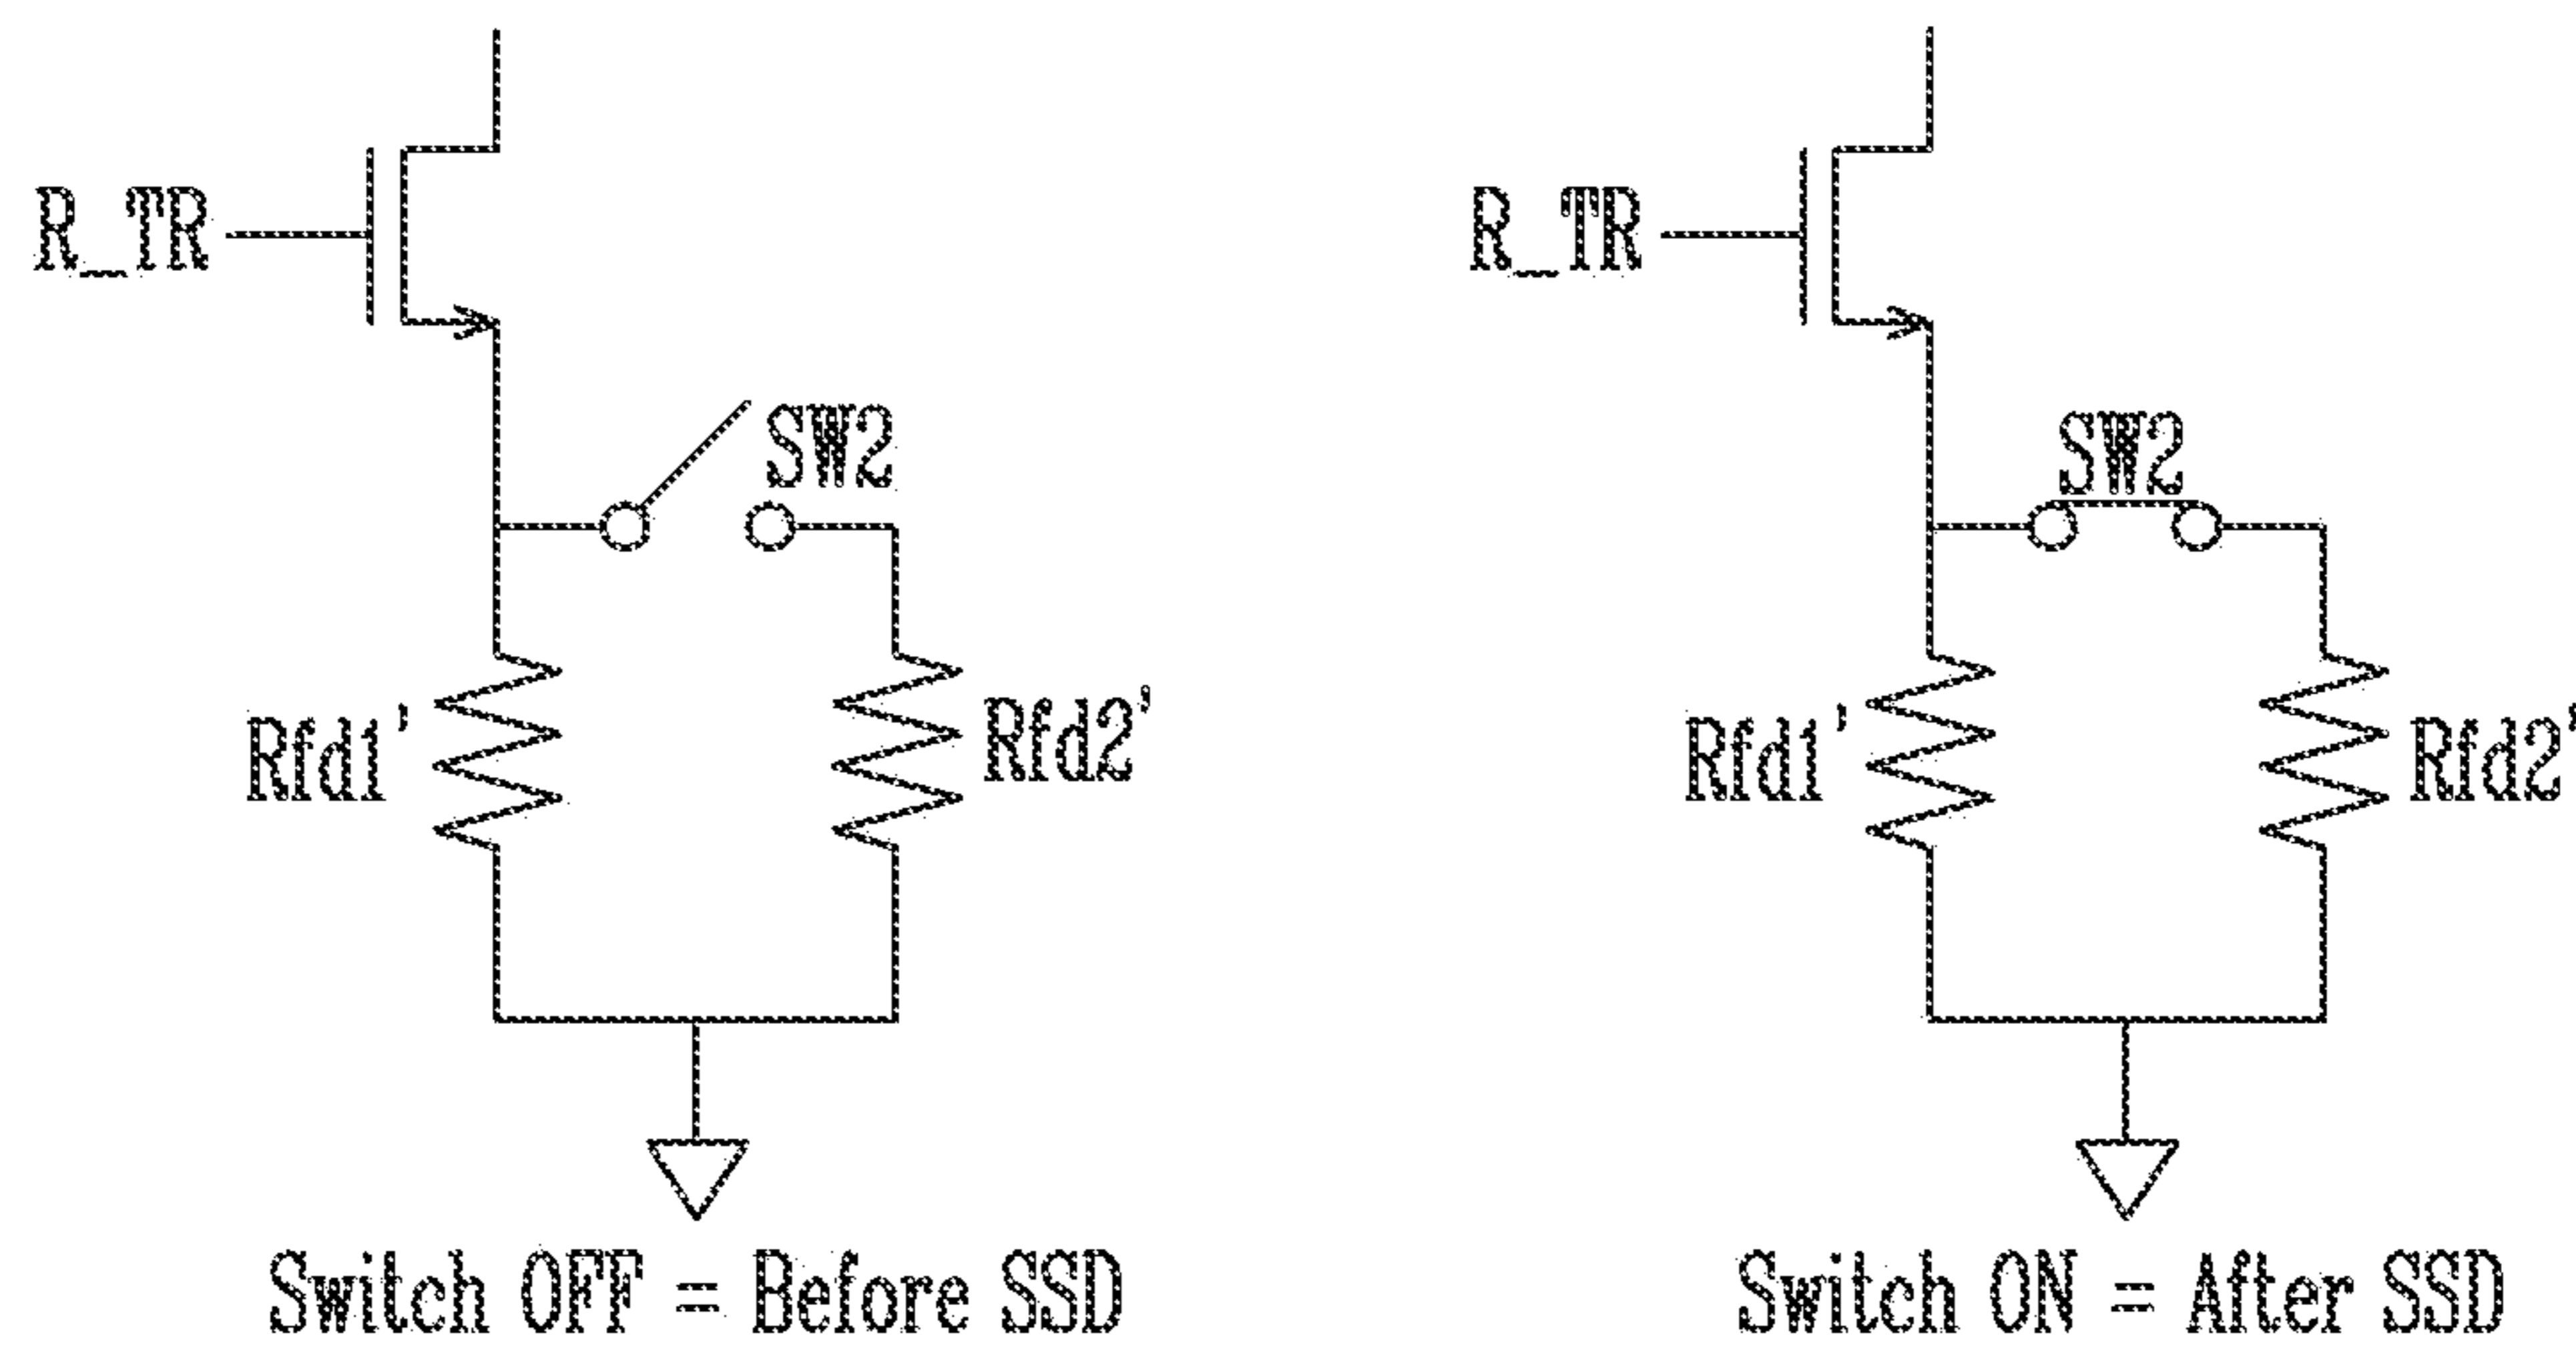 R_TR
SW2
Rfd1'
Rfd2'
Switch OFF = Before SSD
R_TR
SW2
Rfd1'
Rfd2'
Switch ON = After SSD